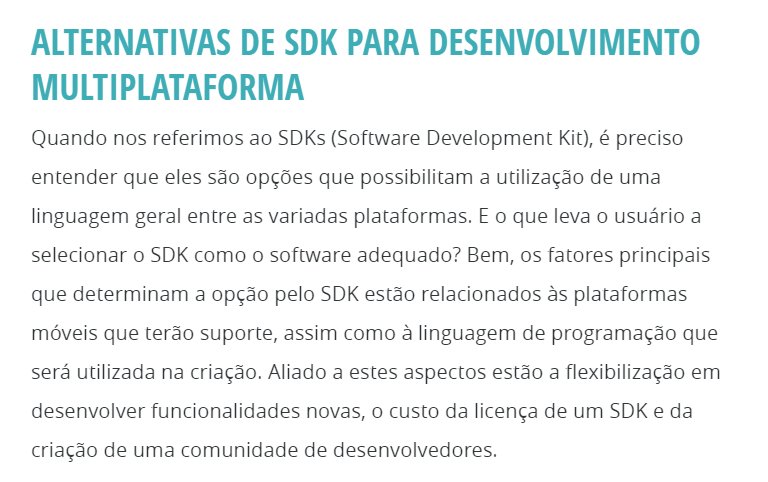 ALTERNATIVAS DE SDK PARA DESENVOLVIMENTO
MULTIPLATAFORMA
Quando nos referimos ao SDKs (Software Development Kit), é preciso
entender que eles são opções que possibilitam a utilização de uma
linguagem geral entre as variadas plataformas. E o que leva o usuário a
selecionar o SDK como o software adequado? Bem, os fatores principais
que determinam a opção pelo SDK estão relacionados às plataformas
móveis que terão suporte, assim como à linguagem de programação que
será utilizada na criação. Aliado a estes aspectos estão a flexibilização em
desenvolver funcionalidades novas, o custo da licença de um SDK e da
criação de uma comunidade de desenvolvedores.